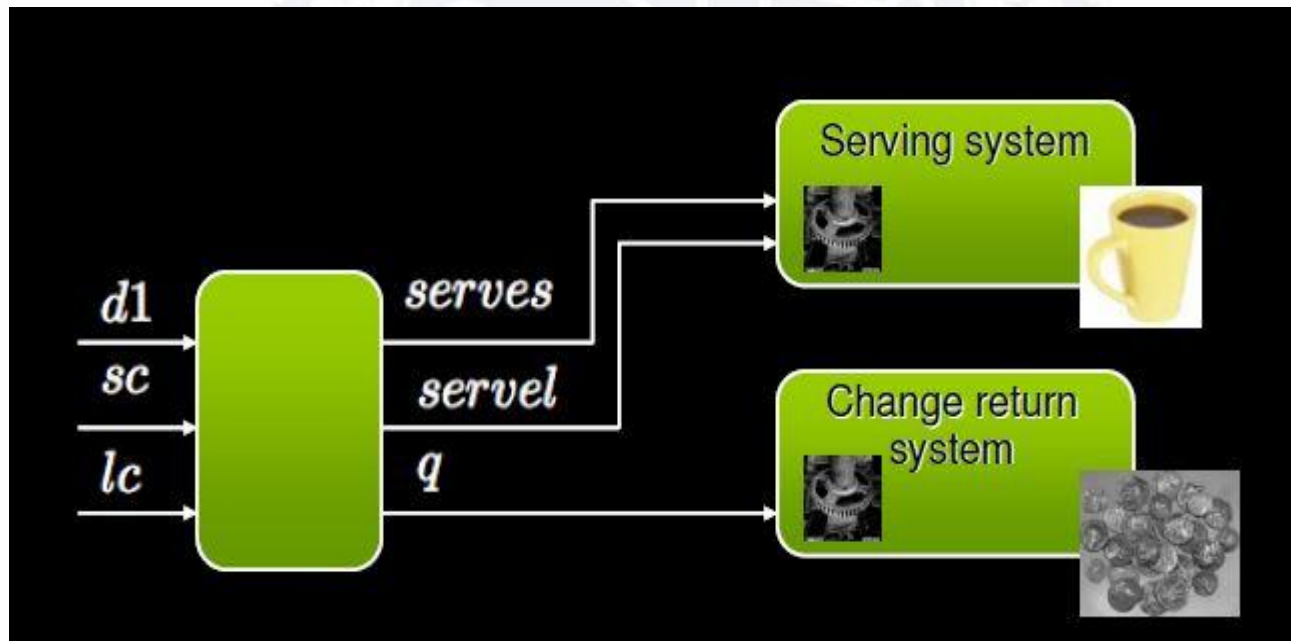 Serving system
d1
serves
sc
servel
Change return
system
lc
q